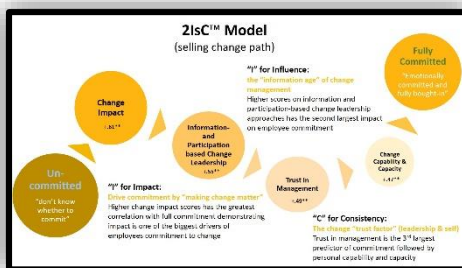 2IsC™ Model
(selling change path)
Fully
Committed
"Emotionally
committed and
fully bought-in"
"I" for Influence:
the "information age" of change
management
Higher scores on information and
participation-based change leadership
approaches has the second largest impact
on employee commitment
Change
Impact
Information-
and
Participation
based Change
Leadership
Trust in
Management
Change
Capability &
Capacity
Un-
committed
"don't know
whether to
commit"
"I" for Impact:
Drive commitment by "making change matter"
Higher change impact scores has the greatest
correlation with full commitment demonstrating
impact is one of the biggest drivers of
employees commitment to change
"C" for Consistency:
The change "trust factor" (leadership & self)
Trust in management is the 3rd largest
predictor of commitment followed by
personal capability and capacity